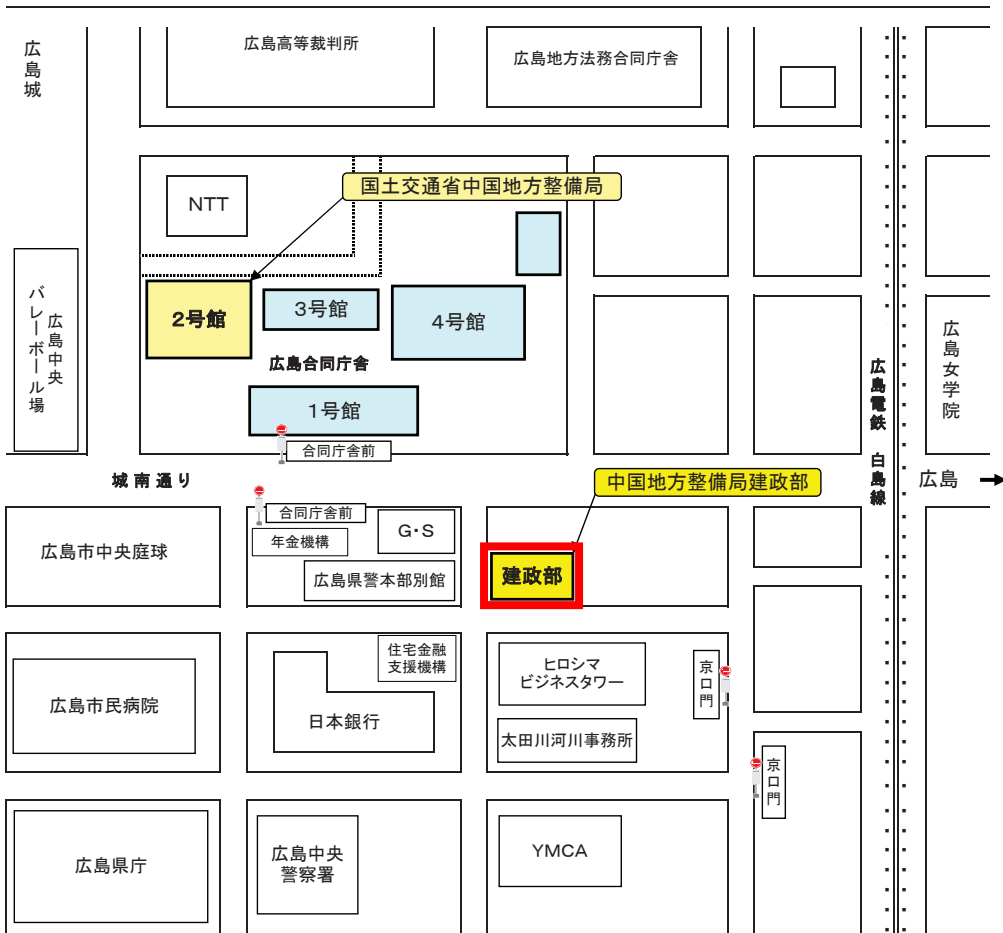 広島城
広島高等裁判所
広島地方法務合同庁舎
NTT
国土交通省中国地方整備局
2号館
3号館
4号館
広島合同庁舎
1号館
合同庁舎前
広島中央
バレーボール場
広島女学院
広島電鉄 白島線
城南通り
中国地方整備局建政部
広島
合同庁舎前
年金機構
G・S
広島県警本部別館
広島市中央庭球
建政部
住宅金融
支援機構
日本銀行
広島市民病院
ヒロシマ
ビジネスタワー
太田川河川事務所
京口門
京口門
広島県庁
広島中央
警察署
YMCA